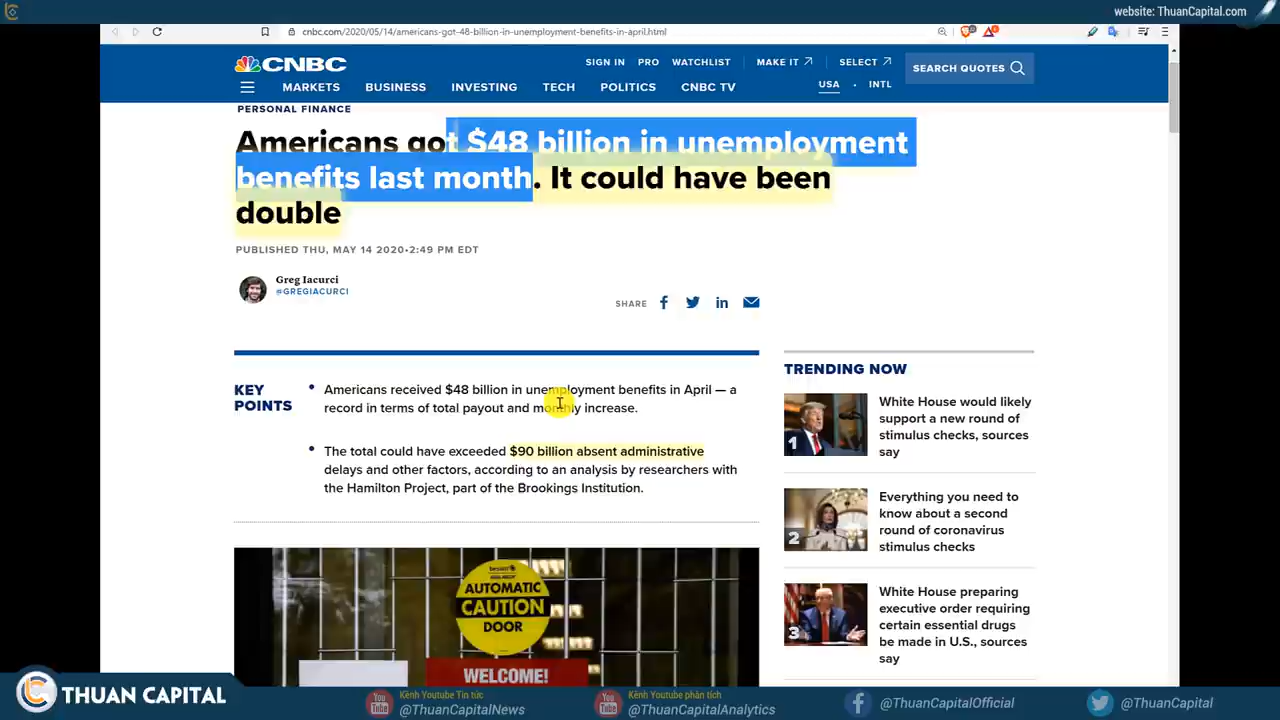 website: ThuanCapital.com
cnbc.com/2020/05/14/americans-got-48-billion-in-unemployment-benefits-in-april.html
CNBC
SIGN IN PRO WATCHLIST MAKE IT SELECT
SEARCH QUOTES
MARKETS BUSINESS INVESTING TECH POLITICS CNBC TV
USA · INTL
PERSONAL FINANCE
Americans got $48 billion in unemployment
benefits last month. It could have been
double
PUBLISHED THU, MAY 14 2020•2:49 PM EDT
Greg Iacurci
@GREGIACURCI
SHARE
KEY
POINTS
• Americans received $48 billion in unemployment benefits in April — a
record in terms of total payout and monthly increase.
• The total could have exceeded $90 billion absent administrative
delays and other factors, according to an analysis by researchers with
the Hamilton Project, part of the Brookings Institution.
AUTOMATIC
CAUTION
DOOR
WELCOME!
TRENDING NOW
1
White House would likely
support a new round of
stimulus checks, sources
say
2
Everything you need to
know about a second
round of coronavirus
stimulus checks
3
White House preparing
executive order requiring
certain essential drugs
be made in U.S., sources
say
THUAN CAPITAL
Kênh Youtube Tin tức
@ThuanCapitalNews
Kênh Youtube phân tích
@ThuanCapitalAnalytics
@ThuanCapitalOfficial
@ThuanCapital